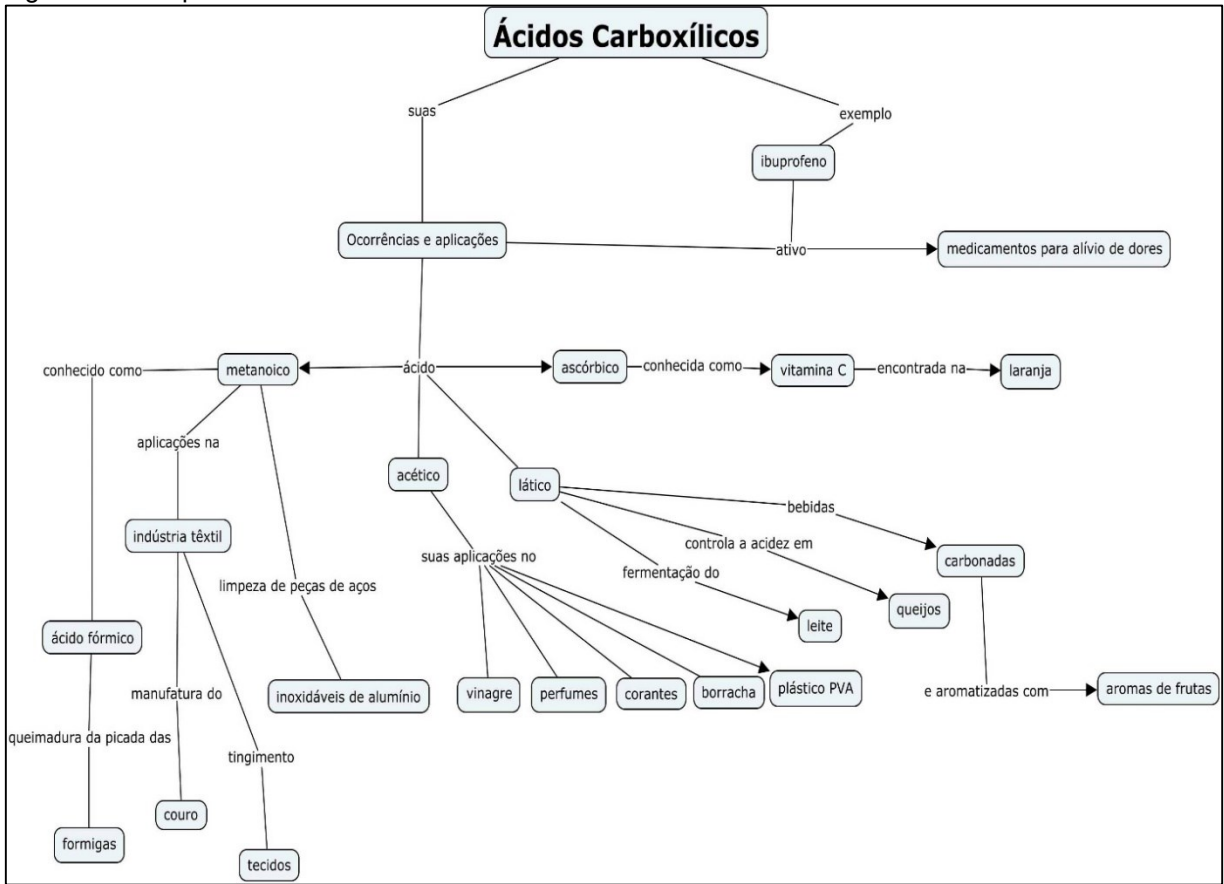 Ácidos Carboxílicos
suas
exemplo
ibuprofeno
Ocorrências e aplicações
ativo
medicamentos para alívio de dores
conhecido como
metanoico
ácido
ascórbico
conhecida como
vitamina C
encontrada na
laranja
aplicações na
acético
lático
bebidas
indústria têxtil
suas aplicações no
controla a acidez em
carbonadas
limpeza de peças de aços
fermentação do
queijos
leite
ácido fórmico
manufatura do
inoxidáveis de alumínio
vinagre
perfumes
corantes
borracha
plástico PVA
e aromatizadas com
aromas de frutas
queimadura da picada das
tingimento
couro
formigas
tecidos